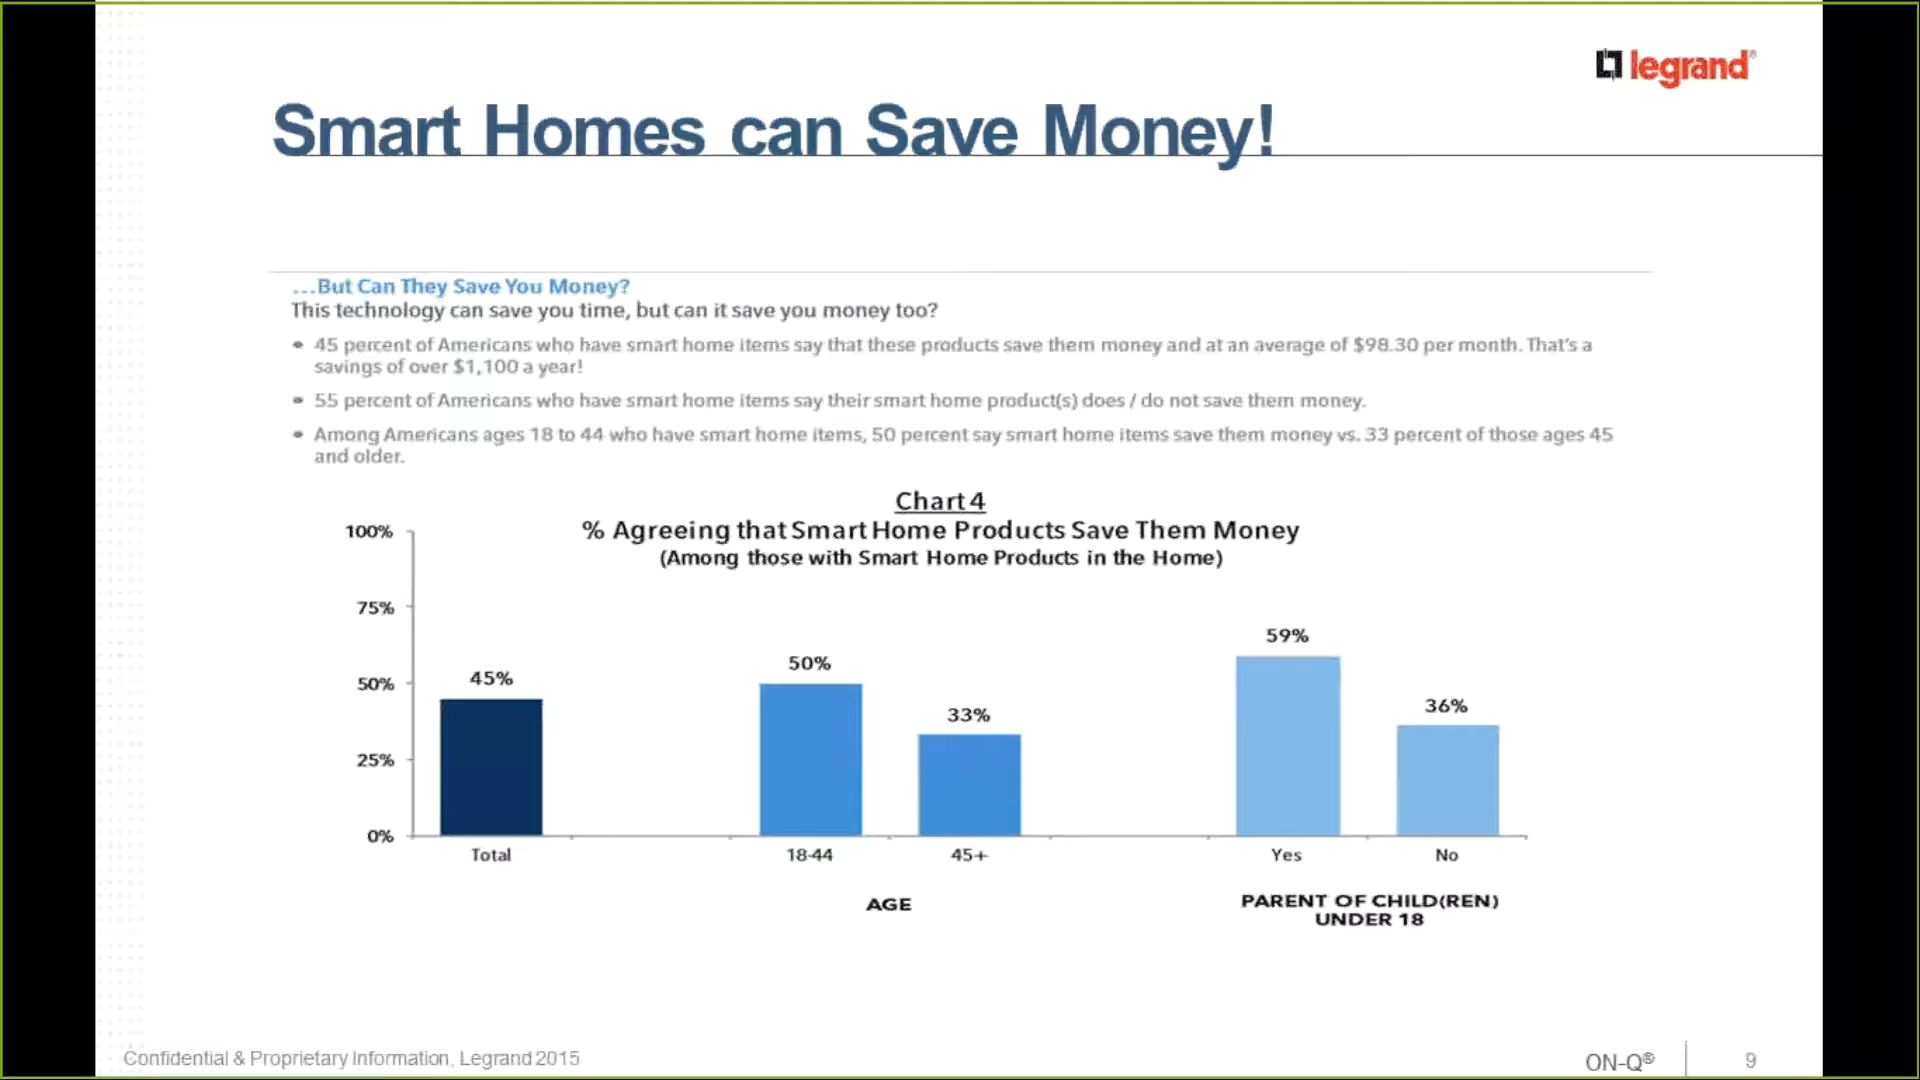 legrand®
Smart Homes can Save Money!
...But Can They Save You Money?
This technology can save you time, but can it save you money too?
• 45 percent of Americans who have smart home items say that these products save them money and at an average of $98.30 per month. That's a
savings of over $1,100 a year!
• 55 percent of Americans who have smart home items say their smart home product(s) does / do not save them money.
• Among Americans ages 18 to 44 who have smart home items, 50 percent say smart home items save them money vs. 33 percent of those ages 45
and older.
Chart 4
% Agreeing that Smart Home Products Save Them Money
(Among those with Smart Home Products in the Home)
100%
75%
50%
25%
0%
45%
50%
33%
59%
36%
Total
18-44
45+
Yes
No
AGE
PARENT OF CHILD(REN)
UNDER 18
Confidential & Proprietary Information, Legrand 2015
ON-Q®
9